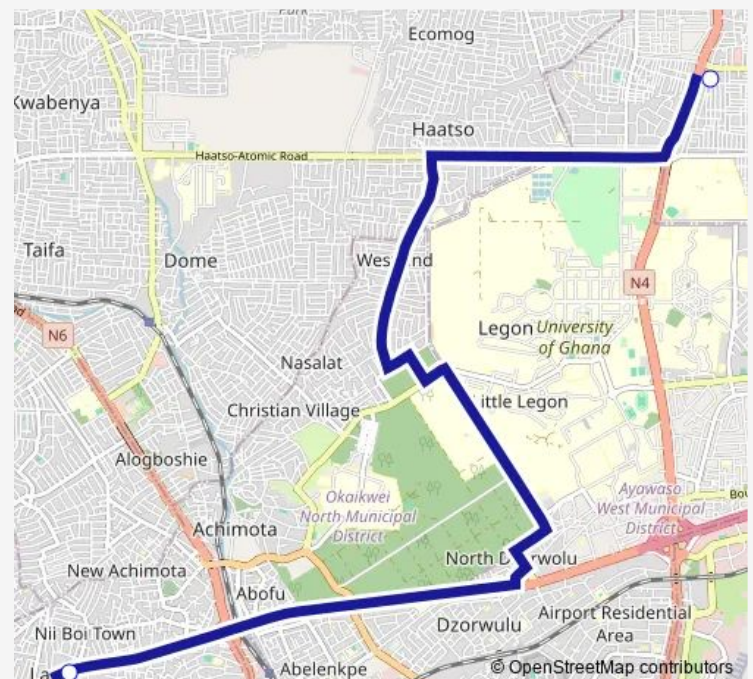 Park
Ecomog
Kwabenya
Haatso
Haatso-Atomic Road
Taifa
Dome
N4
N6
Legon
University
of Ghana
Nasalat
ittle Legon
Christian Village
Alogboshie
Okaikwei
North Municipal
District
Ayawaso
West Municipal
District
Achimota
New Achimota
Abofu
Dzorwulu
Airport Residential
Area
Nii Boi Town
La
Abelenkpe
© OpenStreetMap contributors